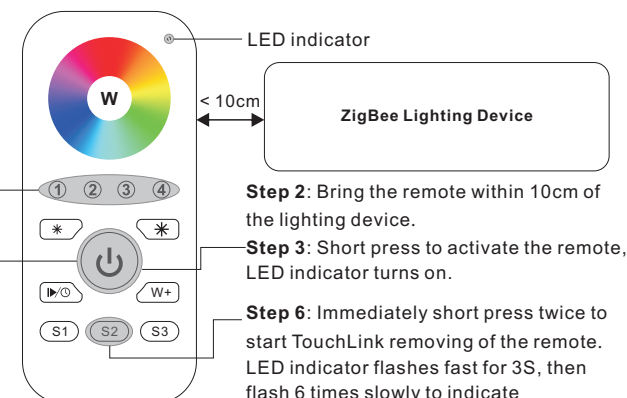 LED indicator
W
< 10cm
ZigBee Lighting Device
1 2 3 4
Step 2: Bring the remote within 10cm of
the lighting device.
Step 3: Short press to activate the remote,
LED indicator turns on.
W+
S1 S2 S3
Step 6: Immediately short press twice to
start TouchLink removing of the remote.
LED indicator flashes fast for 3S, then
flash 6 times slowly to indicate